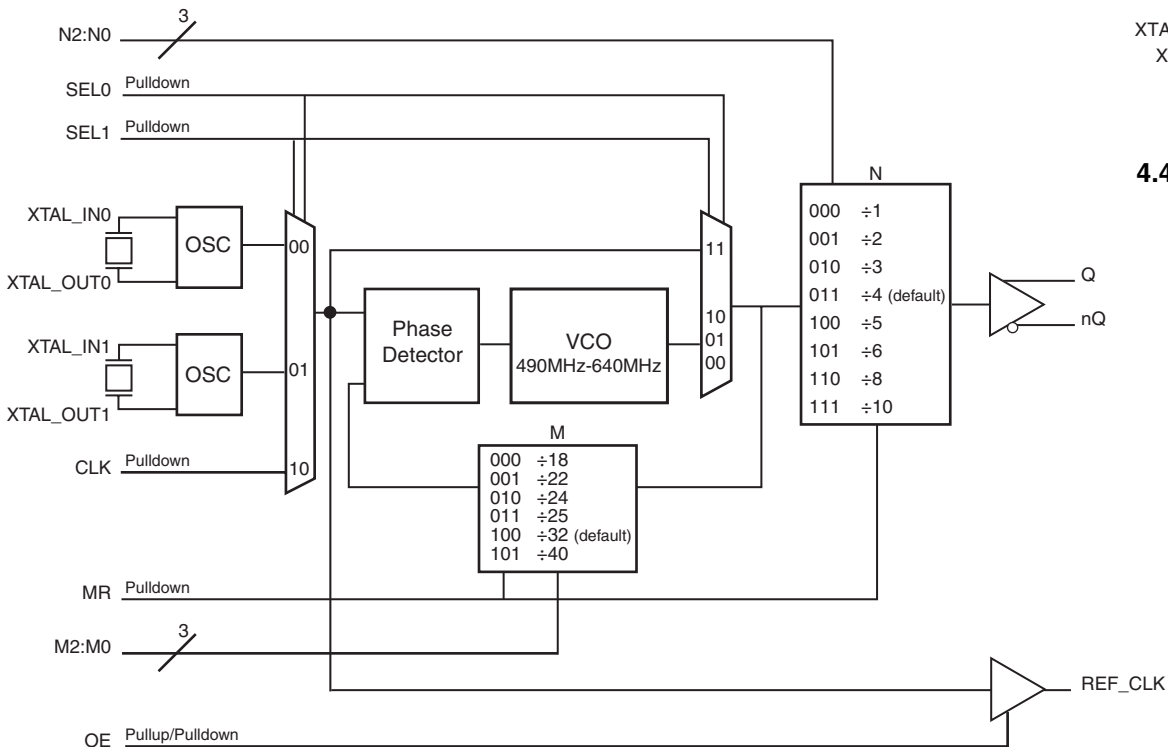 3
N2:N0
SEL0 Pulldown
SEL1 Pulldown
XTA
X
4.4
XTAL_IN0
OSC
XTAL_OUT0
00
XTAL_IN1
OSC
XTAL_OUT1
01
CLK Pulldown
10
Phase
Detector
VCO
490MHz-640MHz
11
10
01
00
N
000 ÷1
001 ÷2
010 ÷3
011 ÷4 (default)
100 ÷5
101 ÷6
110 ÷8
111 ÷10
Q
nQ
M
000 ÷18
001 ÷22
010 ÷24
011 ÷25
100 ÷32 (default)
101 ÷40
MR Pulldown
3
M2:M0
REF_CLK
OE Pullup/Pulldown